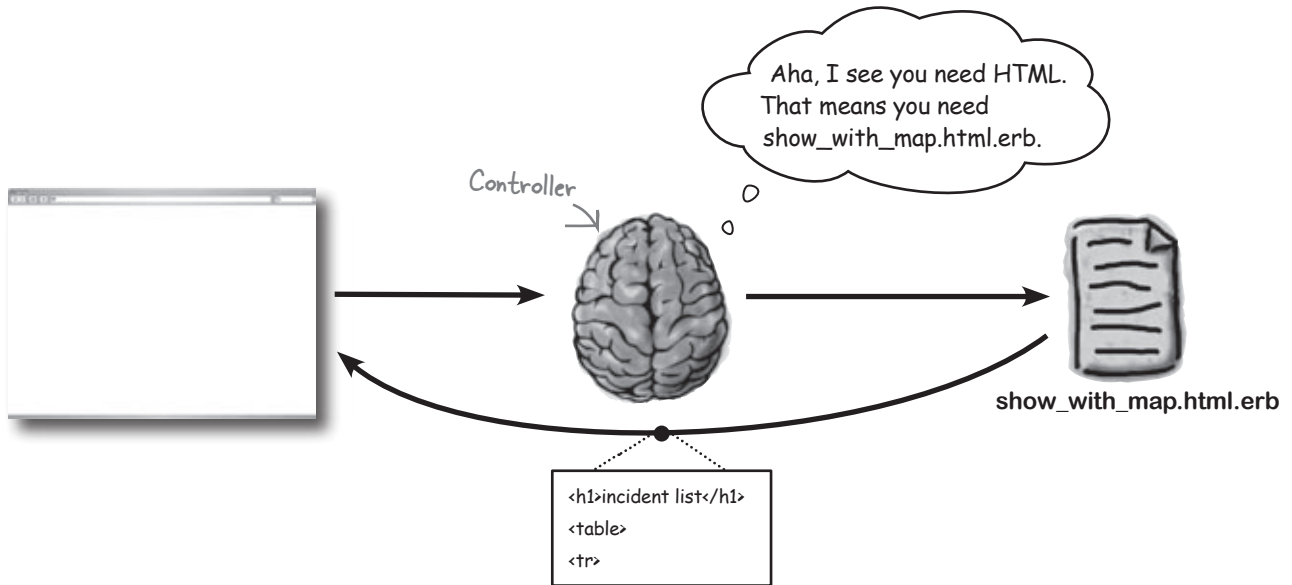 Aha, I see you need HTML.
That means you need
show_with_map.html.erb.
Controller
show_with_map.html.erb
<h1>incident list</h1>
<table>
<tr>